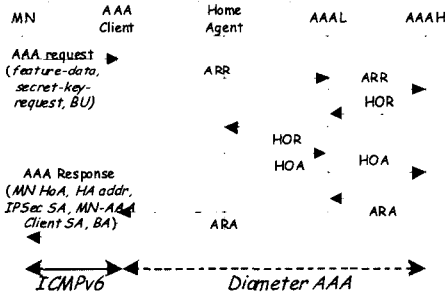 MN
AAA
Client
Home
Agent
AAAL
AAAH
AAA request
(feature-data,
secret-key-
request, BU)
ARR
ARR
HOR
HOR
HOA
HOA
AAA Response
(MN HoA, HA addr,
IPSec SA, MN-AAA
Client SA, BA}
ARA
ARA
ICMPv6
Diameter AAA